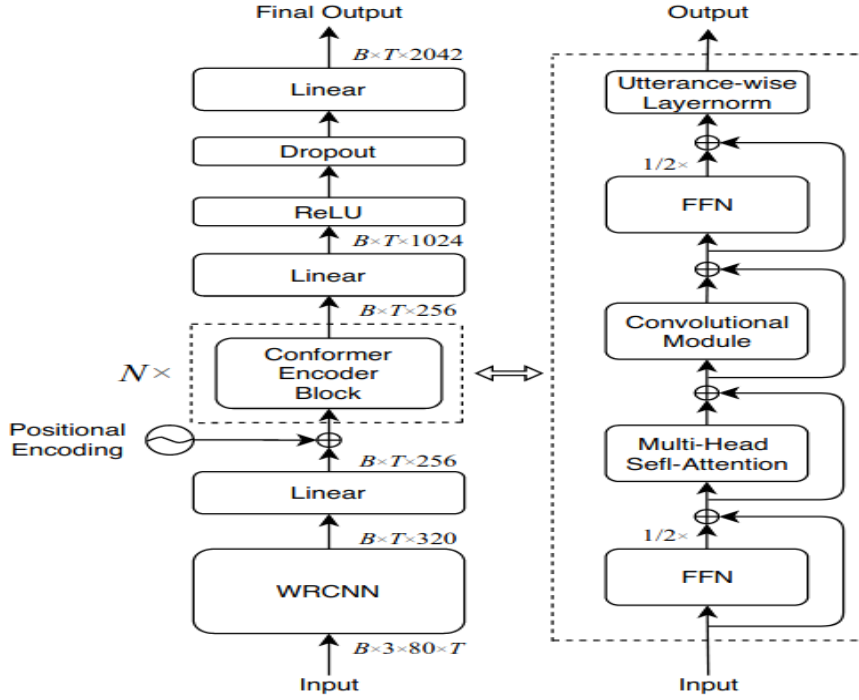 Final Output
B×T×2042
Linear
Dropout
ReLU
B×T×1024
Linear
B×T×256
N×
Conformer
Encoder
Block
Positional
Encoding
B×T×256
Linear
B×T×320
WRCNN
B×3×80×T
Input
Output
Utterance-wise
Layernorm
1/2×
FFN
Convolutional
Module
Multi-Head
Sefl-Attention
1/2×
FFN
Input